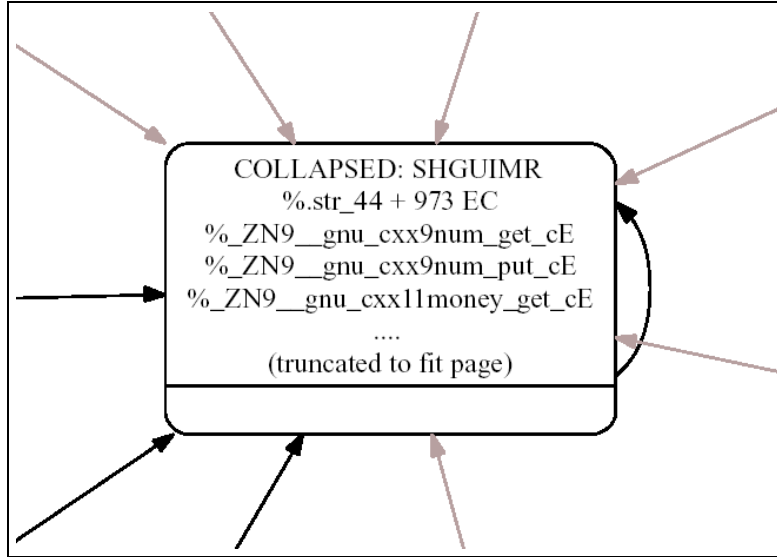 COLLAPSED: SHGUIMR
%.str_44 + 973 EC
%_ZN9__gnu_cxx9num_get_cE
%_ZN9__gnu_cxx9num_put_cE
%_ZN9__gnu_cxx11money_get_cE
....
(truncated to fit page)